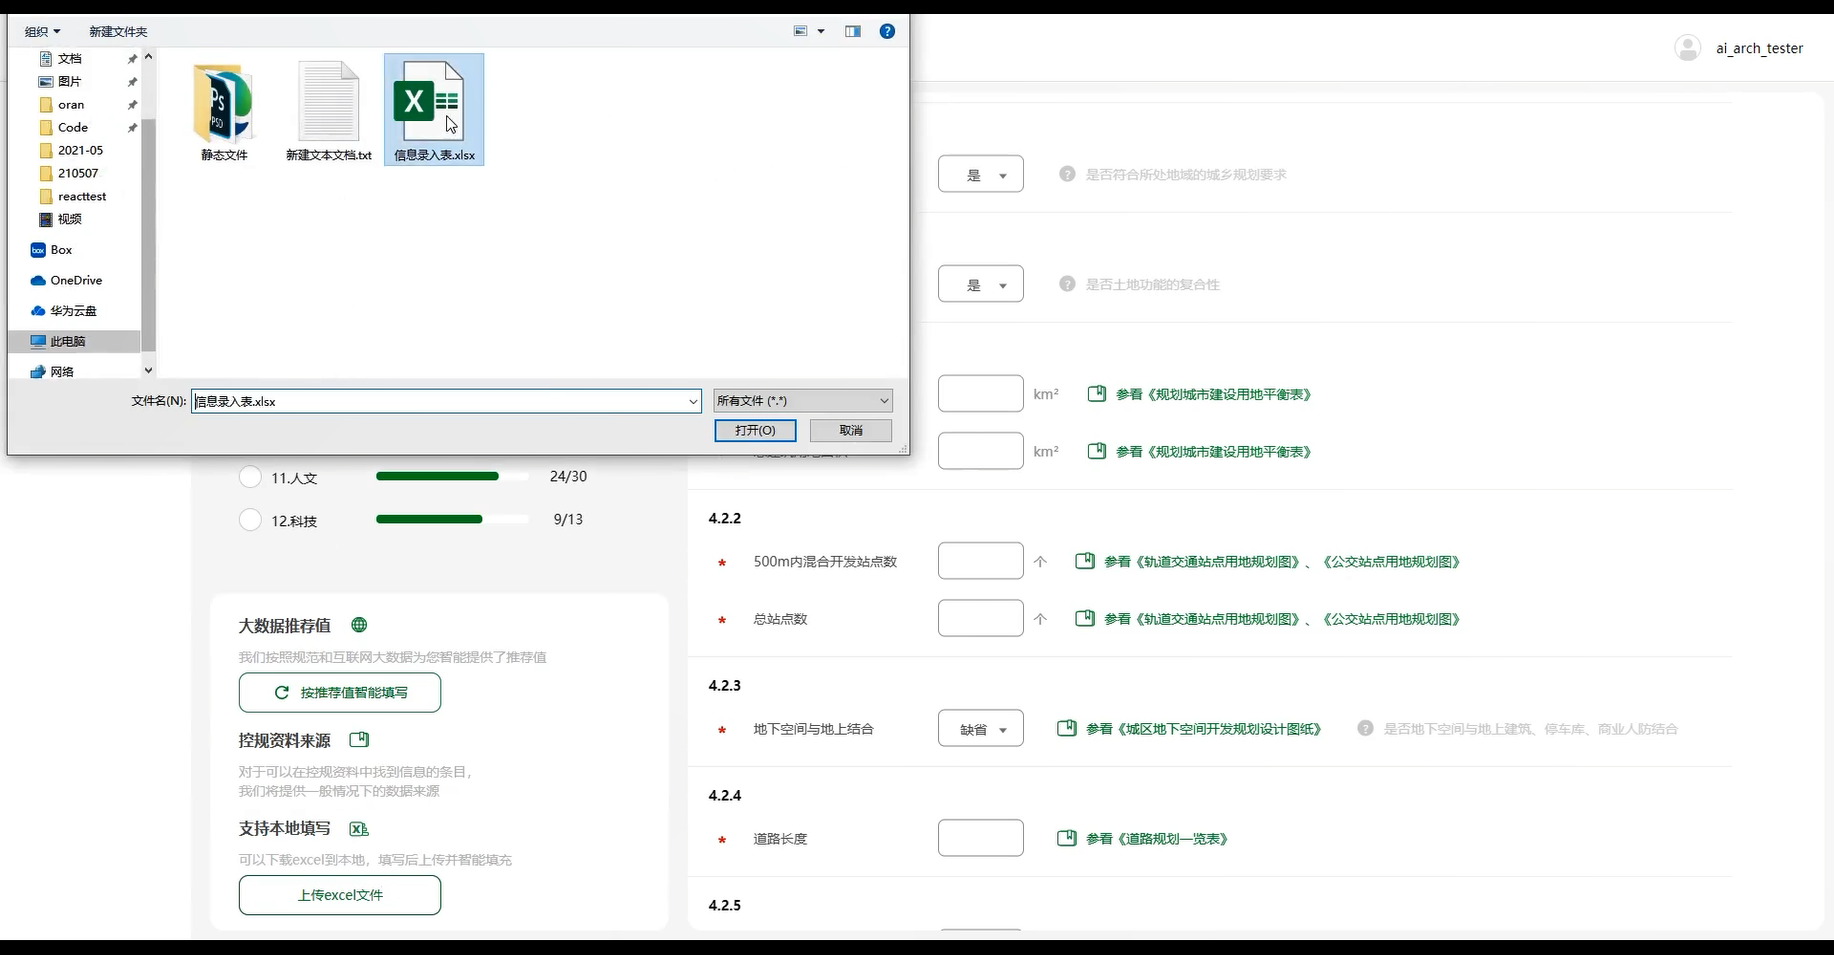 组织 新建文件夹
文档
图片
oran
Code
2021-05
210507
reacttest
视频
Box
OneDrive
华为云盘
此电脑
网络
静态文件
新建文本文档.txt
信息录入表.xlsx
文件名(N): 信息录入表.xlsx 所有文件 (*.*)
打开(O) 取消
ai_arch_tester
是 是否符合所处地域的城乡规划要求
是 是否土地功能的复合性
km² 参看《规划城市建设用地平衡表》
km² 参看《规划城市建设用地平衡表》
11.人文 24/30
12.科技 9/13
大数据推荐值
我们按照规范和互联网大数据为您智能提供了推荐值
按推荐值智能填写
控规资料来源
对于可以在控规资料中找到信息的条目，
我们将提供一般情况下的数据来源
支持本地填写
可以下载excel到本地，填写后上传并智能填充
上传excel文件
4.2.2
* 500m内混合开发站点数 个 参看《轨道交通站点用地规划图》、《公交站点用地规划图》
* 总站点数 个 参看《轨道交通站点用地规划图》、《公交站点用地规划图》
4.2.3
* 地下空间与地上结合 缺省 参看《城区地下空间开发规划设计图纸》 是否地下空间与地上建筑、停车库、商业人防结合
4.2.4
* 道路长度 参看《道路规划一览表》
4.2.5